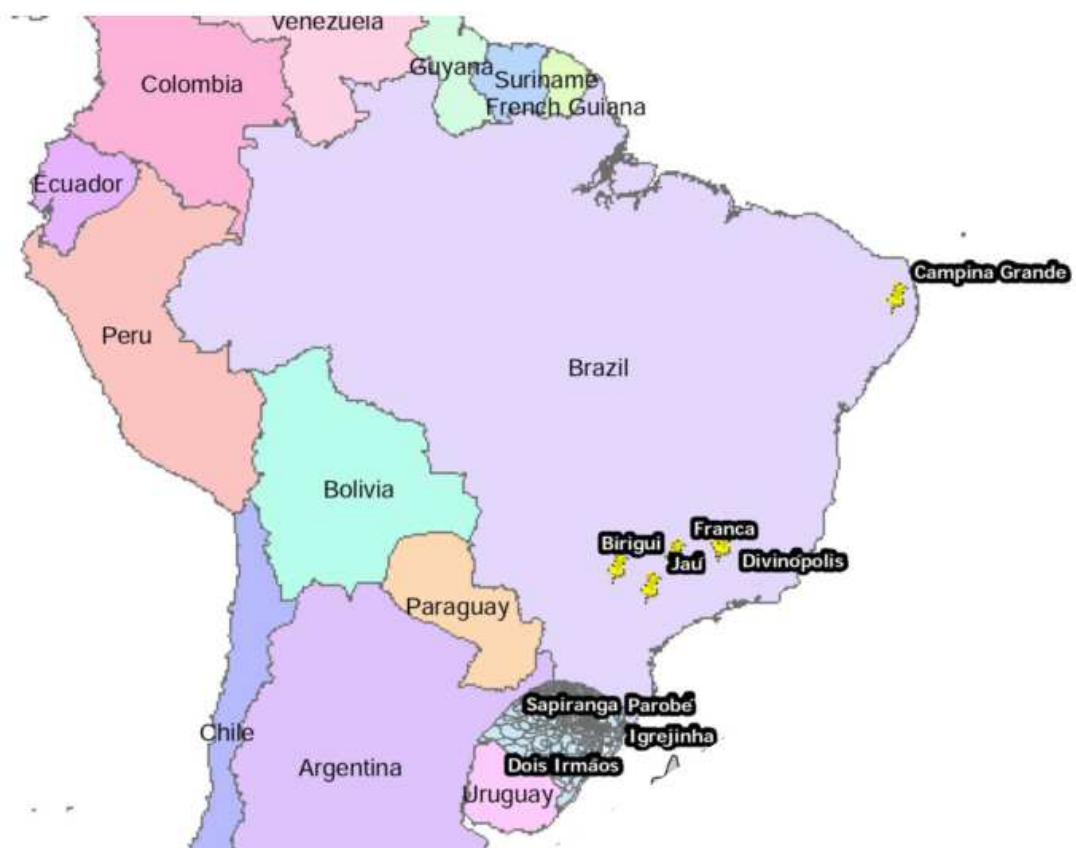 Venezuela
Guyana
Colombia
Suriname
French Guiana
Ecuador
Campina Grande
Peru
Brazil
Bolivia
Franca
Birigui
Jaú
Divinópolis
Paraguay
Sapiranga
Parobé
Chile
Igrejinha
Argentina
Dois Irmãos
Uruguay